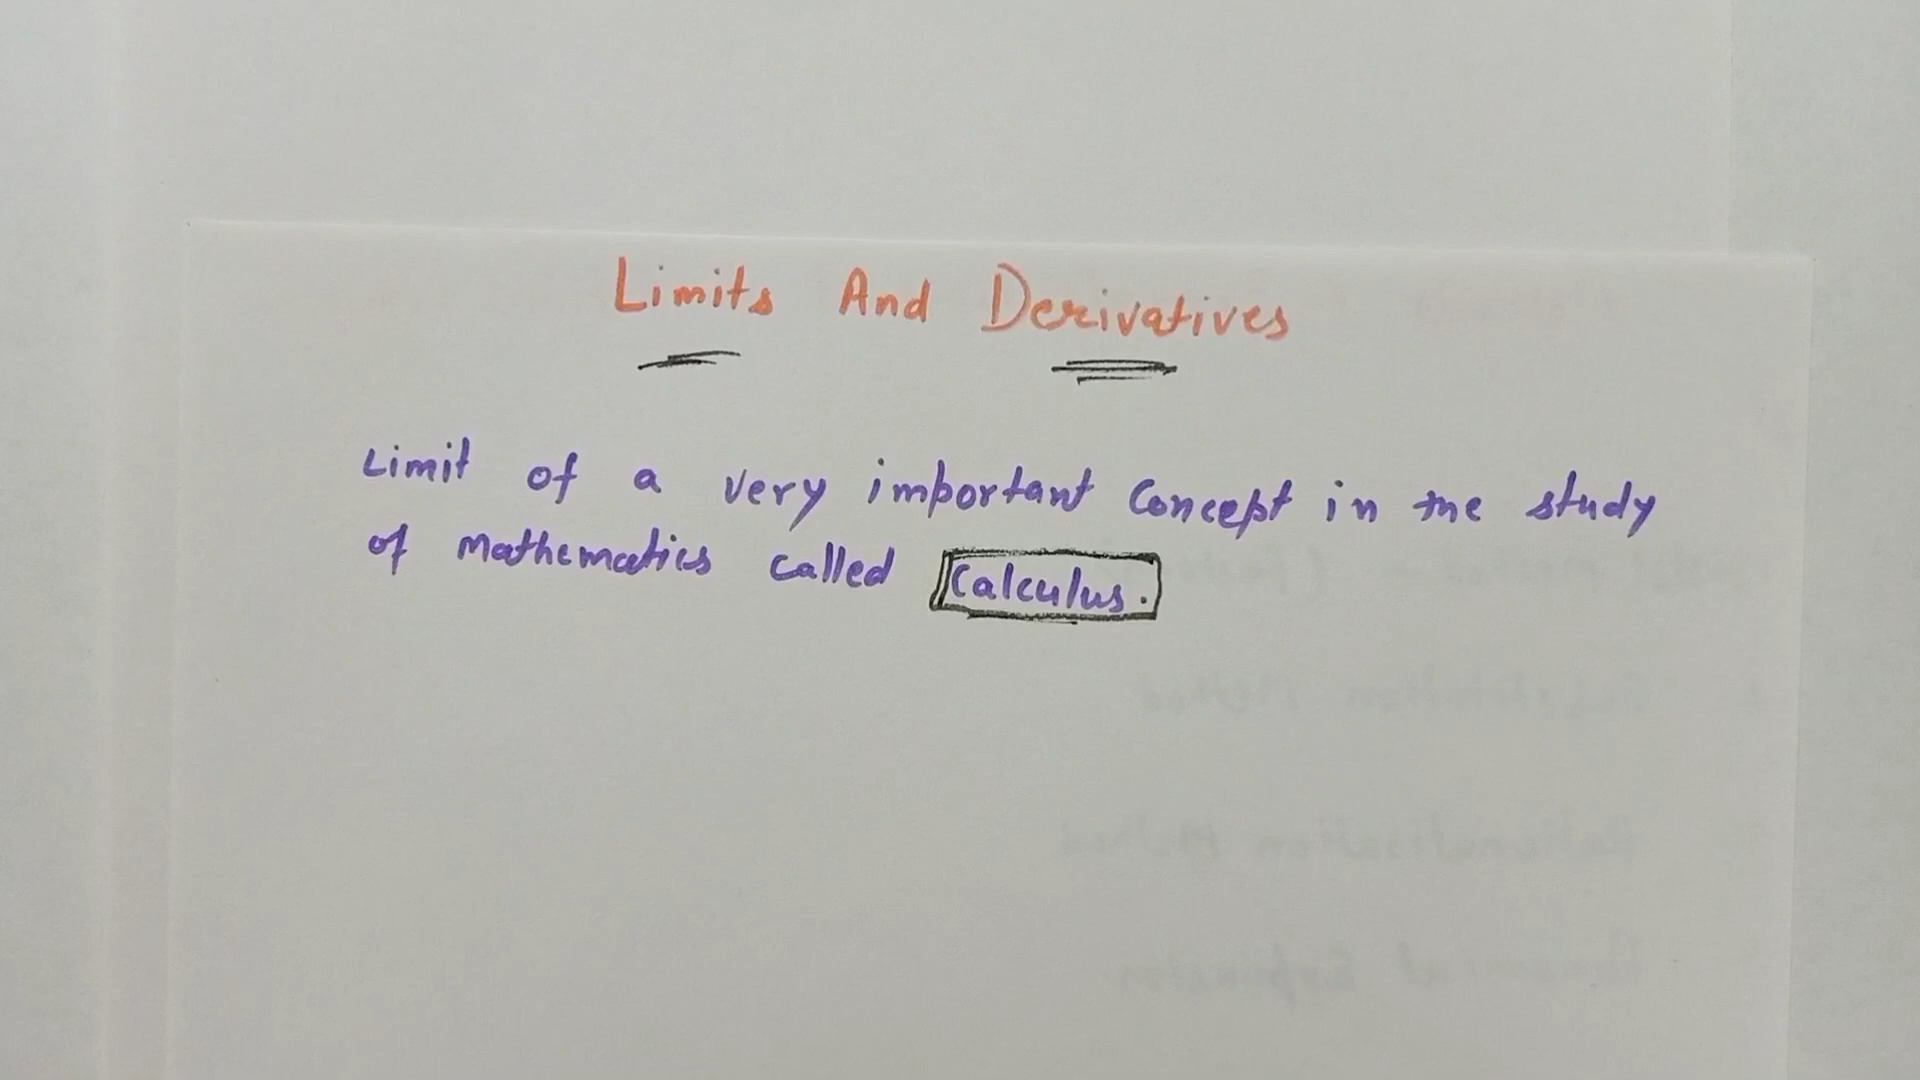 Limits And Derivatives
Limit of a very important Concept in the study
of mathematics called Calculus.